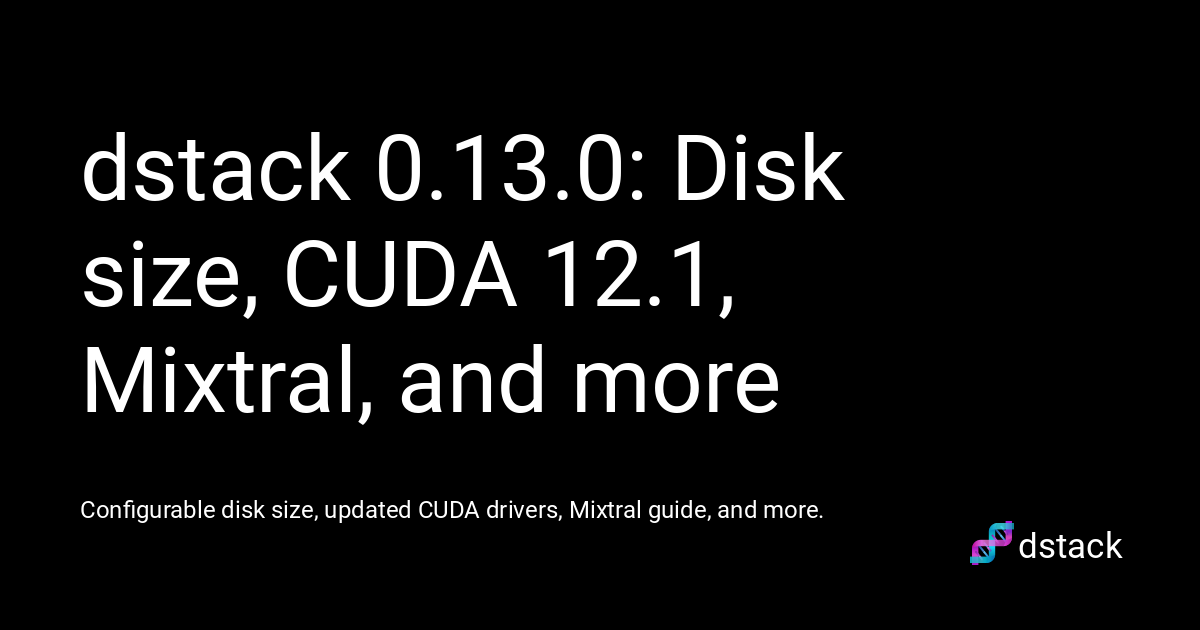 dstack 0.13.0: Disk
size, CUDA 12.1,
Mixtral, and more
Configurable disk size, updated CUDA drivers, Mixtral guide, and more.
dstack